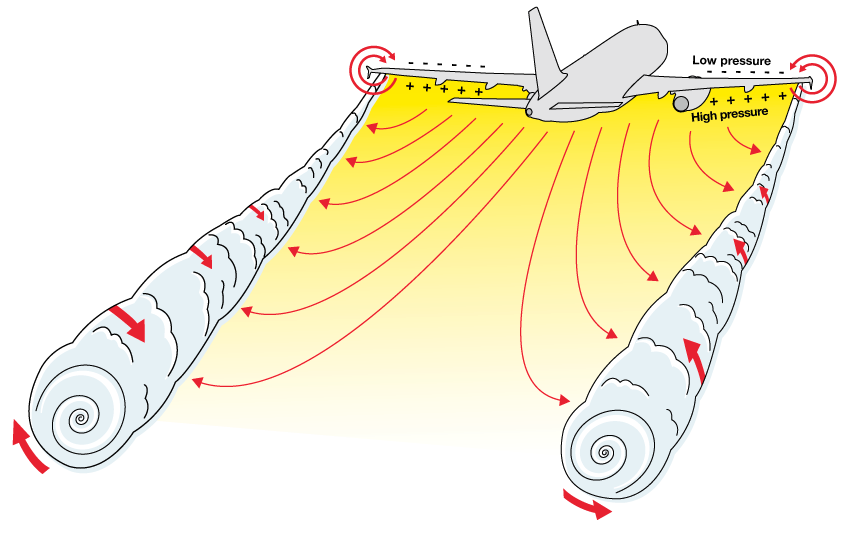 Low pressure
- - - - - -
- - - - - -
+ + + + +
+ + + + + +
High pressure